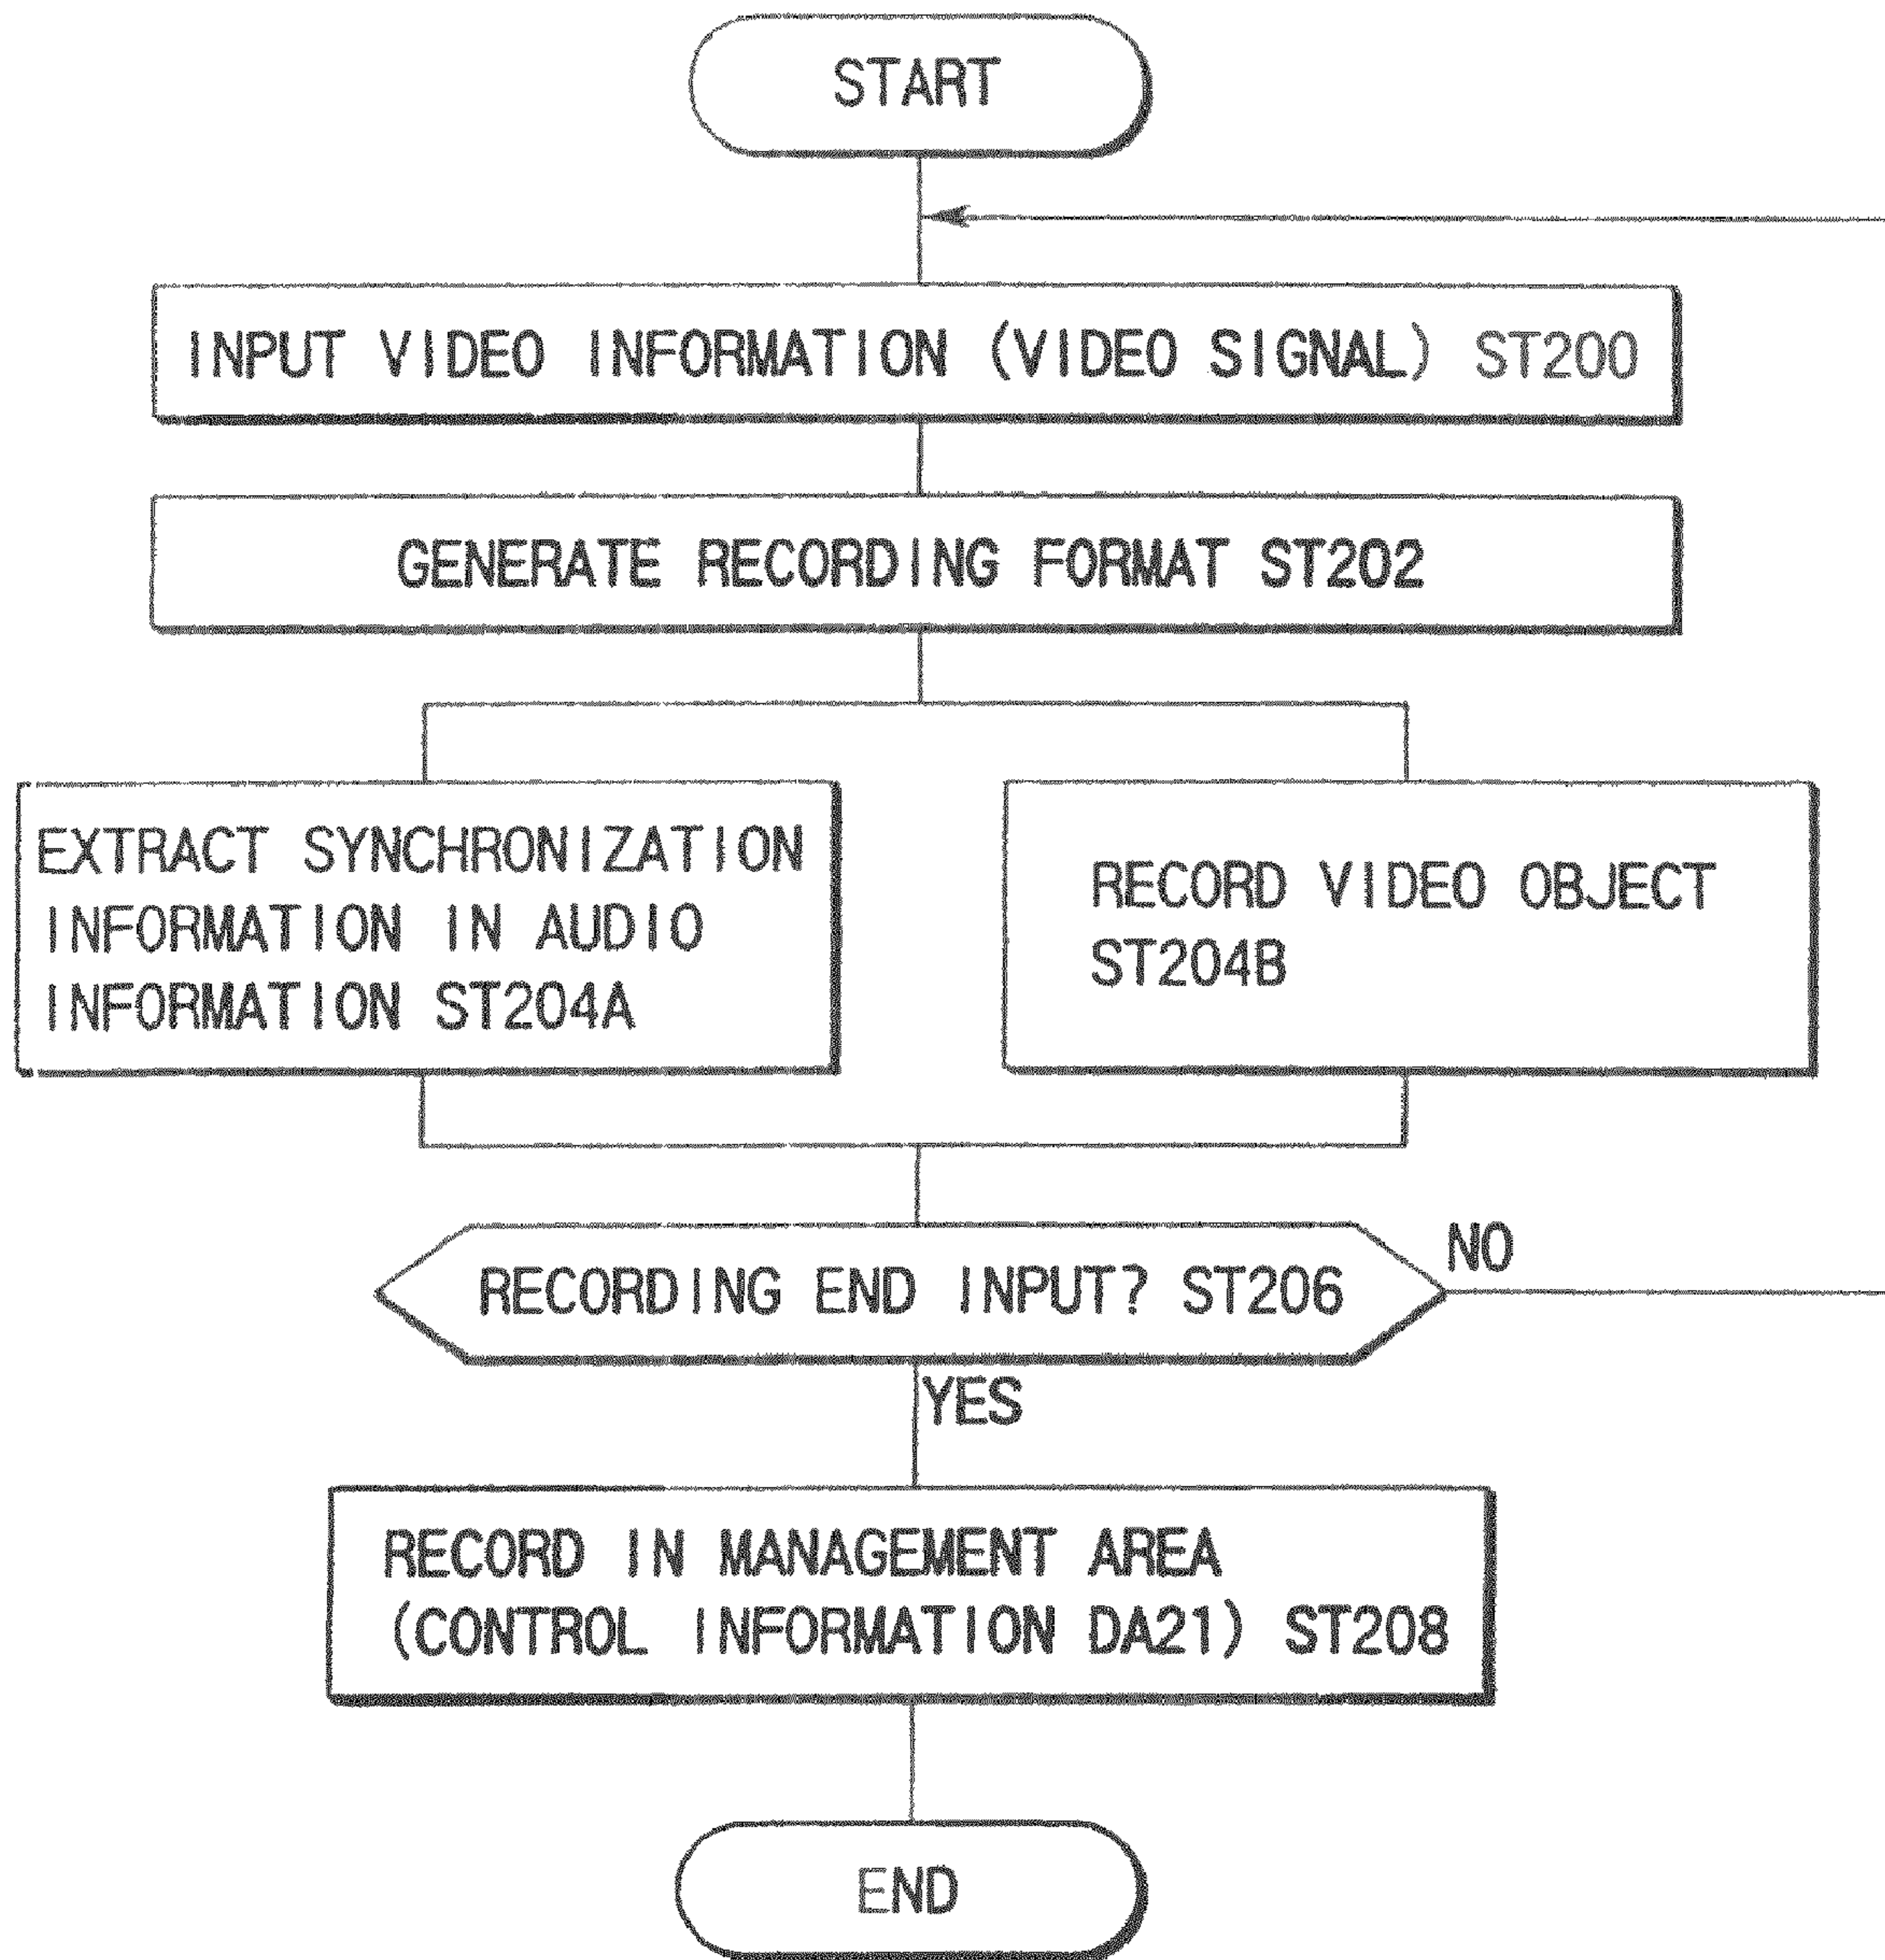 START
INPUT VIDEO INFORMATION (VIDEO SIGNAL) ST200
GENERATE RECORDING FORMAT ST202
EXTRACT SYNCHRONIZATION
INFORMATION IN AUDIO
INFORMATION ST204A
RECORD VIDEO OBJECT
ST204B
RECORDING END INPUT? ST206
NO
YES
RECORD IN MANAGEMENT AREA
(CONTROL INFORMATION DA21) ST208
END